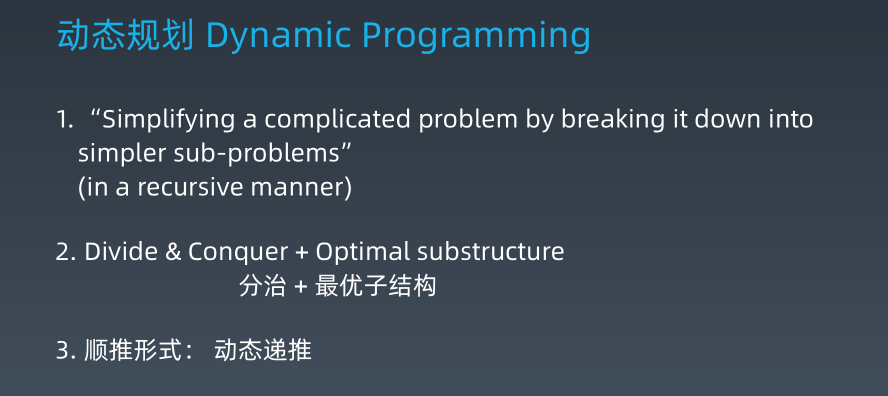 动态规划 Dynamic Programming
1. “Simplifying a complicated problem by breaking it down into
simpler sub-problems”
(in a recursive manner)
2. Divide & Conquer + Optimal substructure
分治 + 最优子结构
3. 顺推形式： 动态递推